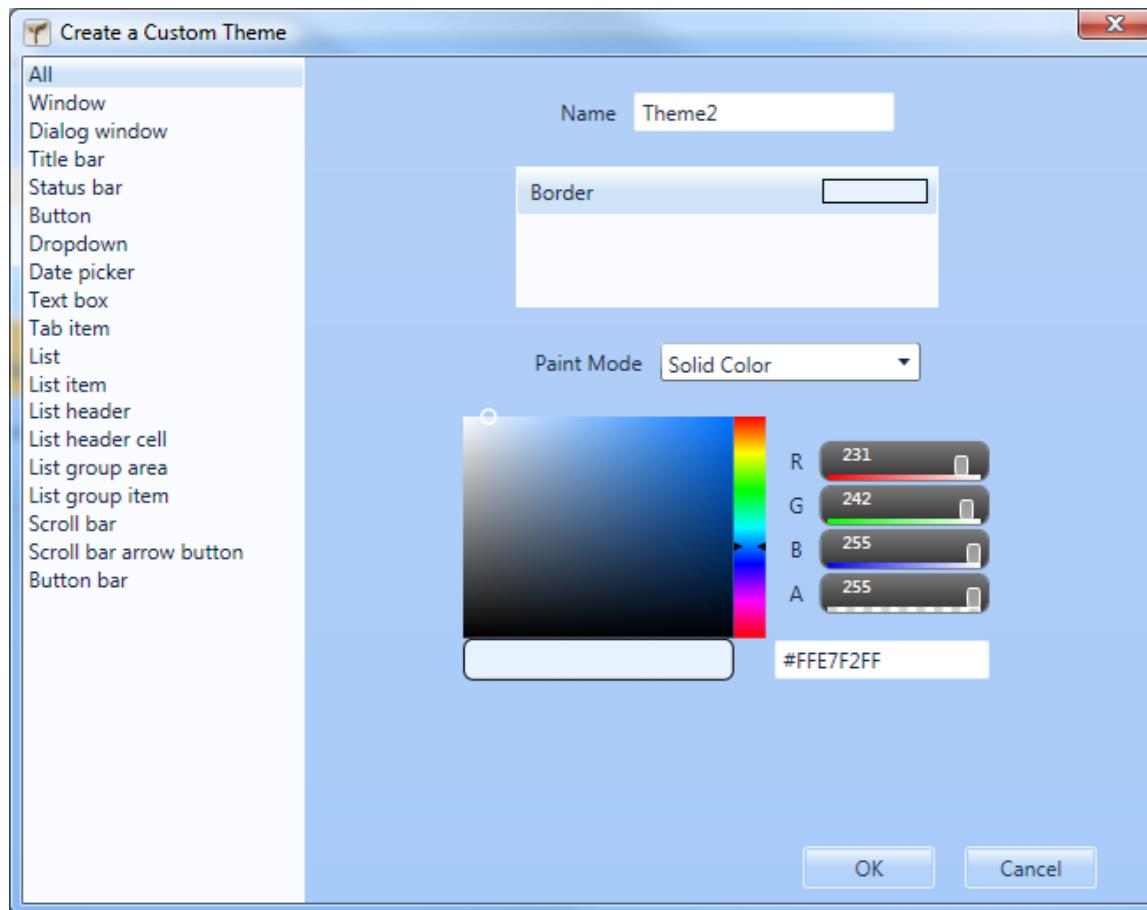 Create a Custom Theme
All
Window
Dialog window
Title bar
Status bar
Button
Dropdown
Date picker
Text box
Tab item
List
List item
List header
List header cell
List group area
List group item
Scroll bar
Scroll bar arrow button
Button bar
Name Theme2
Border
Paint Mode Solid Color
R 231
G 242
B 255
A 255
#FFE7F2FF
OK Cancel